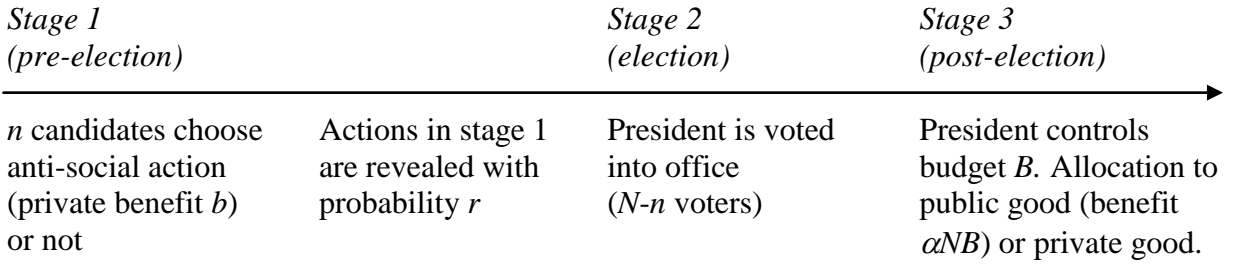 Stage 1
(pre-election)
Stage 2
(election)
Stage 3
(post-election)
n candidates choose
anti-social action
(private benefit b)
or not
Actions in stage 1
are revealed with
probability r
President is voted
into office
(N-n voters)
President controls
budget B. Allocation to
public good (benefit
αNB) or private good.